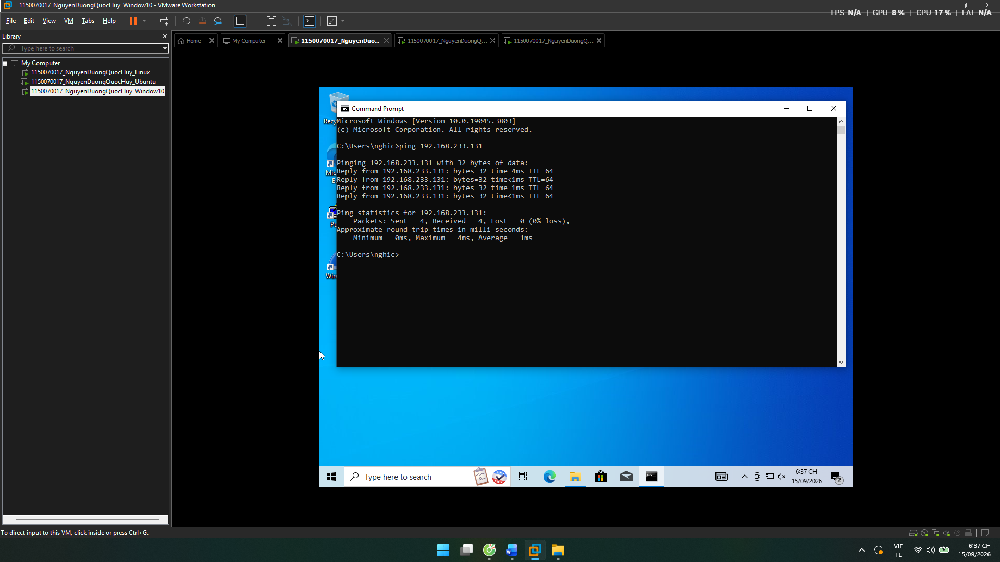 1150070017_NguyenDuongQuocHuy_Window10 - VMware Workstation
FPS N/A | GPU 8 % | CPU 17 % | LAT N/A
File Edit View VM Tabs Help
Library
Type here to search
My Computer
1150070017_NguyenDuongQuocHuy_Linux
1150070017_NguyenDuongQuocHuy_Ubuntu
1150070017_NguyenDuongQuocHuy_Window10
Home
My Computer
1150070017_NguyenDuo...
1150070017_NguyenDuongQ...
1150070017_NguyenDuongQ...
Recy
Mic
E
Pu
Wire
Command Prompt
Microsoft Windows [Version 10.0.19045.3803]
(c) Microsoft Corporation. All rights reserved.
C:\Users\nghic>ping 192.168.233.131
Pinging 192.168.233.131 with 32 bytes of data:
Reply from 192.168.233.131: bytes=32 time=4ms TTL=64
Reply from 192.168.233.131: bytes=32 time<1ms TTL=64
Reply from 192.168.233.131: bytes=32 time=1ms TTL=64
Reply from 192.168.233.131: bytes=32 time<1ms TTL=64
Ping statistics for 192.168.233.131:
Packets: Sent = 4, Received = 4, Lost = 0 (0% loss),
Approximate round trip times in milli-seconds:
Minimum = 0ms, Maximum = 4ms, Average = 1ms
C:\Users\nghic>
Type here to search
6:37 CH
15/09/2026
2
To direct input to this VM, click inside or press Ctrl+G.
VIE
TL
6:37 CH
15/09/2026